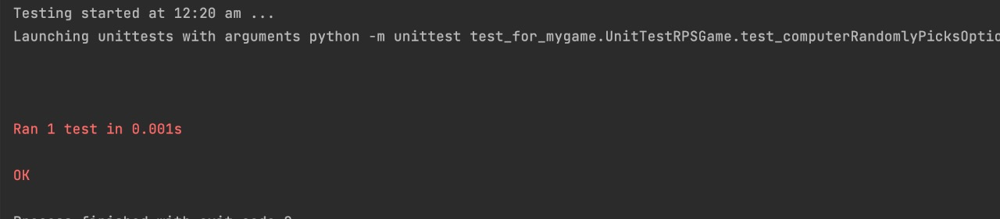 Testing started at 12:20 am ...
Launching unittests with arguments python -m unittest test_for_mygame.UnitTestRPSGame.test_computerRandomlyPicksOptio
Ran 1 test in 0.001s
OK
Process finished with exit code 0